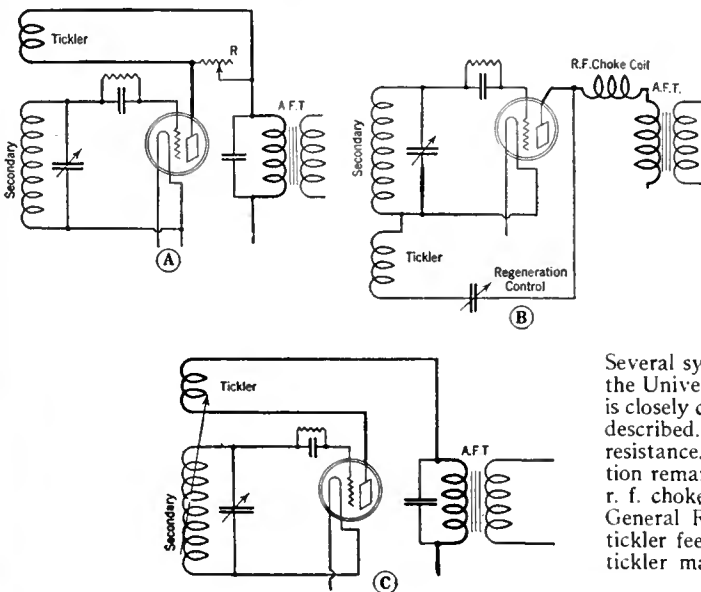 Tickler
R
Secondary
A.F.T
A
R.F.Choke Coil
A.F.T.
Secondary
Tickler
Regeneration
Control
B
Tickler
Secondary
A.F.T
C
Several sy
the Unive
is closely c
described.
resistance.
tion remar
r. f. choke
General R
tickler fee
tickler ma